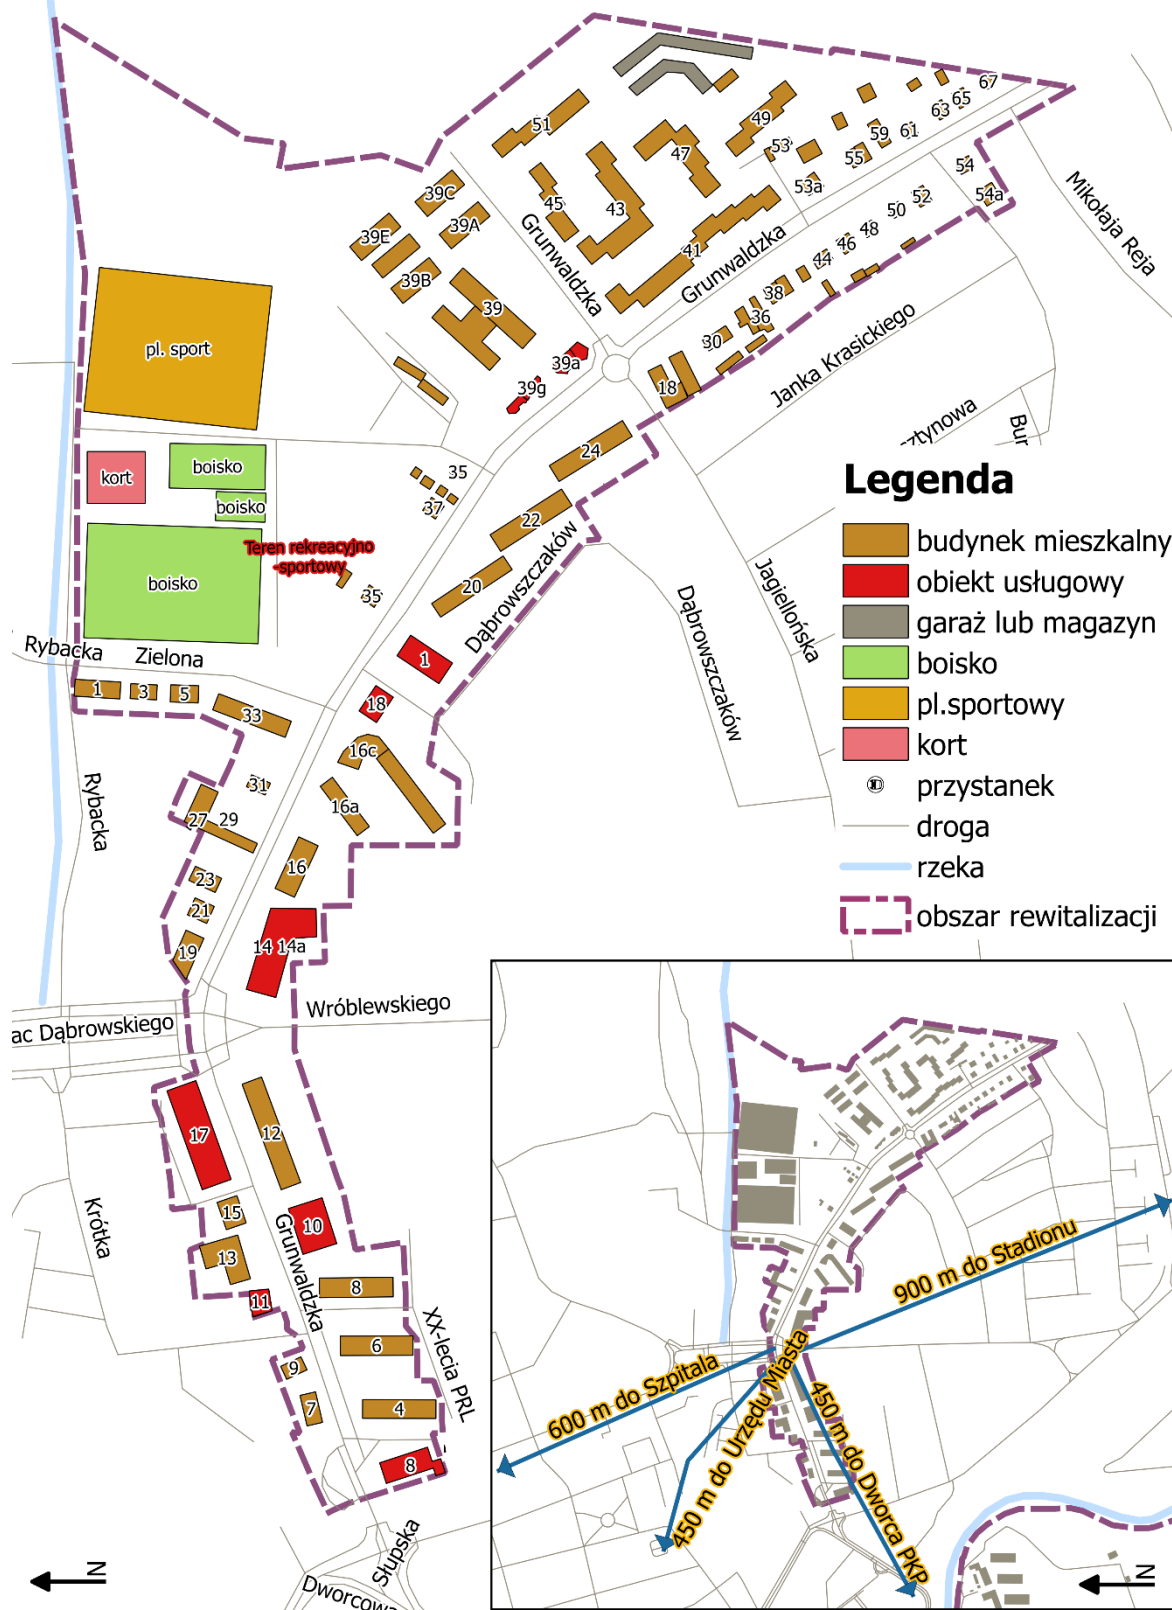 51
49
53
47
59
55
53a
61
63
65
67
54
54a
52
50
48
46
44
38
36
30
18
39C
39A
39E
39B
39
45
43
41
Grunwaldzka
Grunwaldzka
39a
39g
Mikołaja Reja
Janka Krasickiego
sztynowa
Bur
pl. sport
kort
boisko
boisko
boisko
Teren rekreacyjno
-sportowy
35
37
35
24
22
20
Dąbrowszczaków
Dąbrowszczaków
Jagiellońska
1
18
Rybacka
Zielona
1
3
5
33
Rybacka
31
27
29
16c
16a
16
23
21
19
14
14a
ac Dąbrowskiego
Wróblewskiego
17
12
15
10
13
11
8
Krótka
Grunwaldzka
6
9
7
4
8
XX-lecia PRL
Słupska
Dworcowa
N
Legenda
budynek mieszkalny
obiekt usługowy
garaż lub magazyn
boisko
pl.sportowy
kort
przystanek
droga
rzeka
obszar rewitalizacji
900 m do Stadionu
600 m do Szpitala
450 m do Urzędu Miasta
450 m do Dworca PKP
N